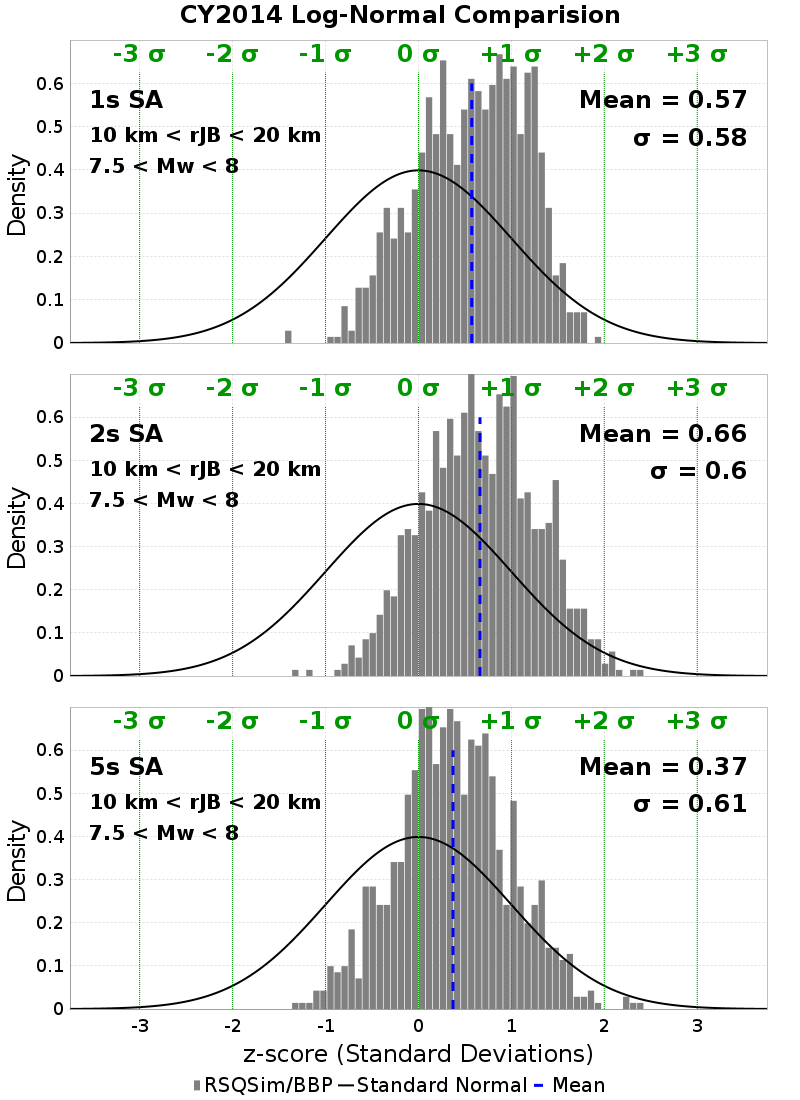 CY2014 Log-Normal Comparision
-3 σ -2 σ -1 σ 0 σ +1 σ +2 σ +3 σ
1s SA
10 km < rJB < 20 km
7.5 < Mw < 8
Mean = 0.57
σ = 0.58
Density
0.6
0.5
0.4
0.3
0.2
0.1
0
-3 σ -2 σ -1 σ 0 σ +1 σ +2 σ +3 σ
2s SA
10 km < rJB < 20 km
7.5 < Mw < 8
Mean = 0.66
σ = 0.6
Density
0.6
0.5
0.4
0.3
0.2
0.1
0
-3 σ -2 σ -1 σ 0 σ +1 σ +2 σ +3 σ
5s SA
10 km < rJB < 20 km
7.5 < Mw < 8
Mean = 0.37
σ = 0.61
Density
0.6
0.5
0.4
0.3
0.2
0.1
0
-3 -2 -1 0 1 2 3
z-score (Standard Deviations)
RSQSim/BBP Standard Normal Mean